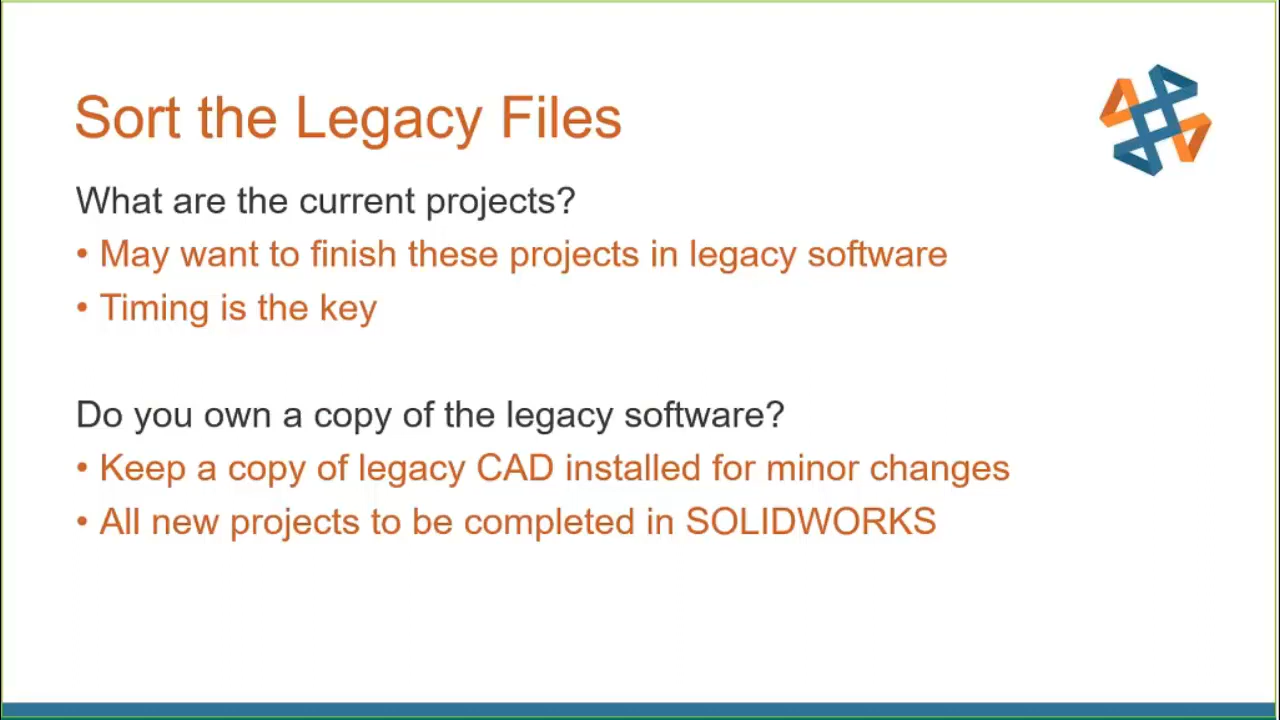 Sort the Legacy Files
What are the current projects?
• May want to finish these projects in legacy software
• Timing is the key
Do you own a copy of the legacy software?
• Keep a copy of legacy CAD installed for minor changes
• All new projects to be completed in SOLIDWORKS